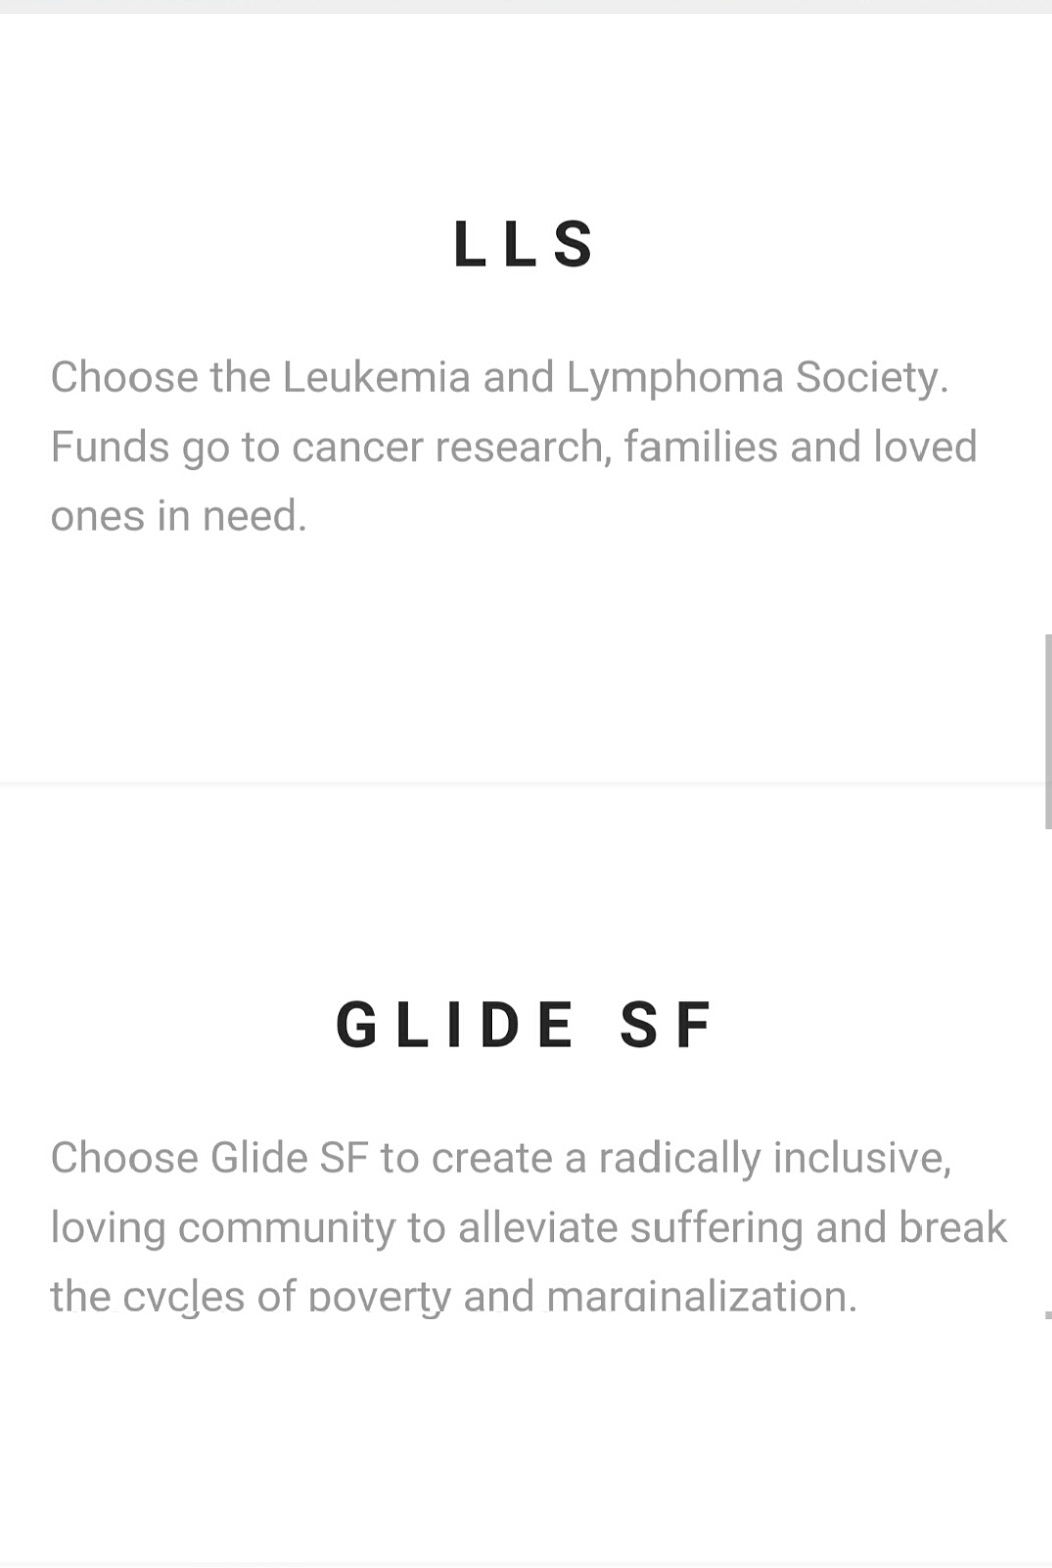 LLS
Choose the Leukemia and Lymphoma Society.
Funds go to cancer research, families and loved
ones in need.
GLIDE SF
Choose Glide SF to create a radically inclusive,
loving community to alleviate suffering and break
the cycles of poverty and marginalization.